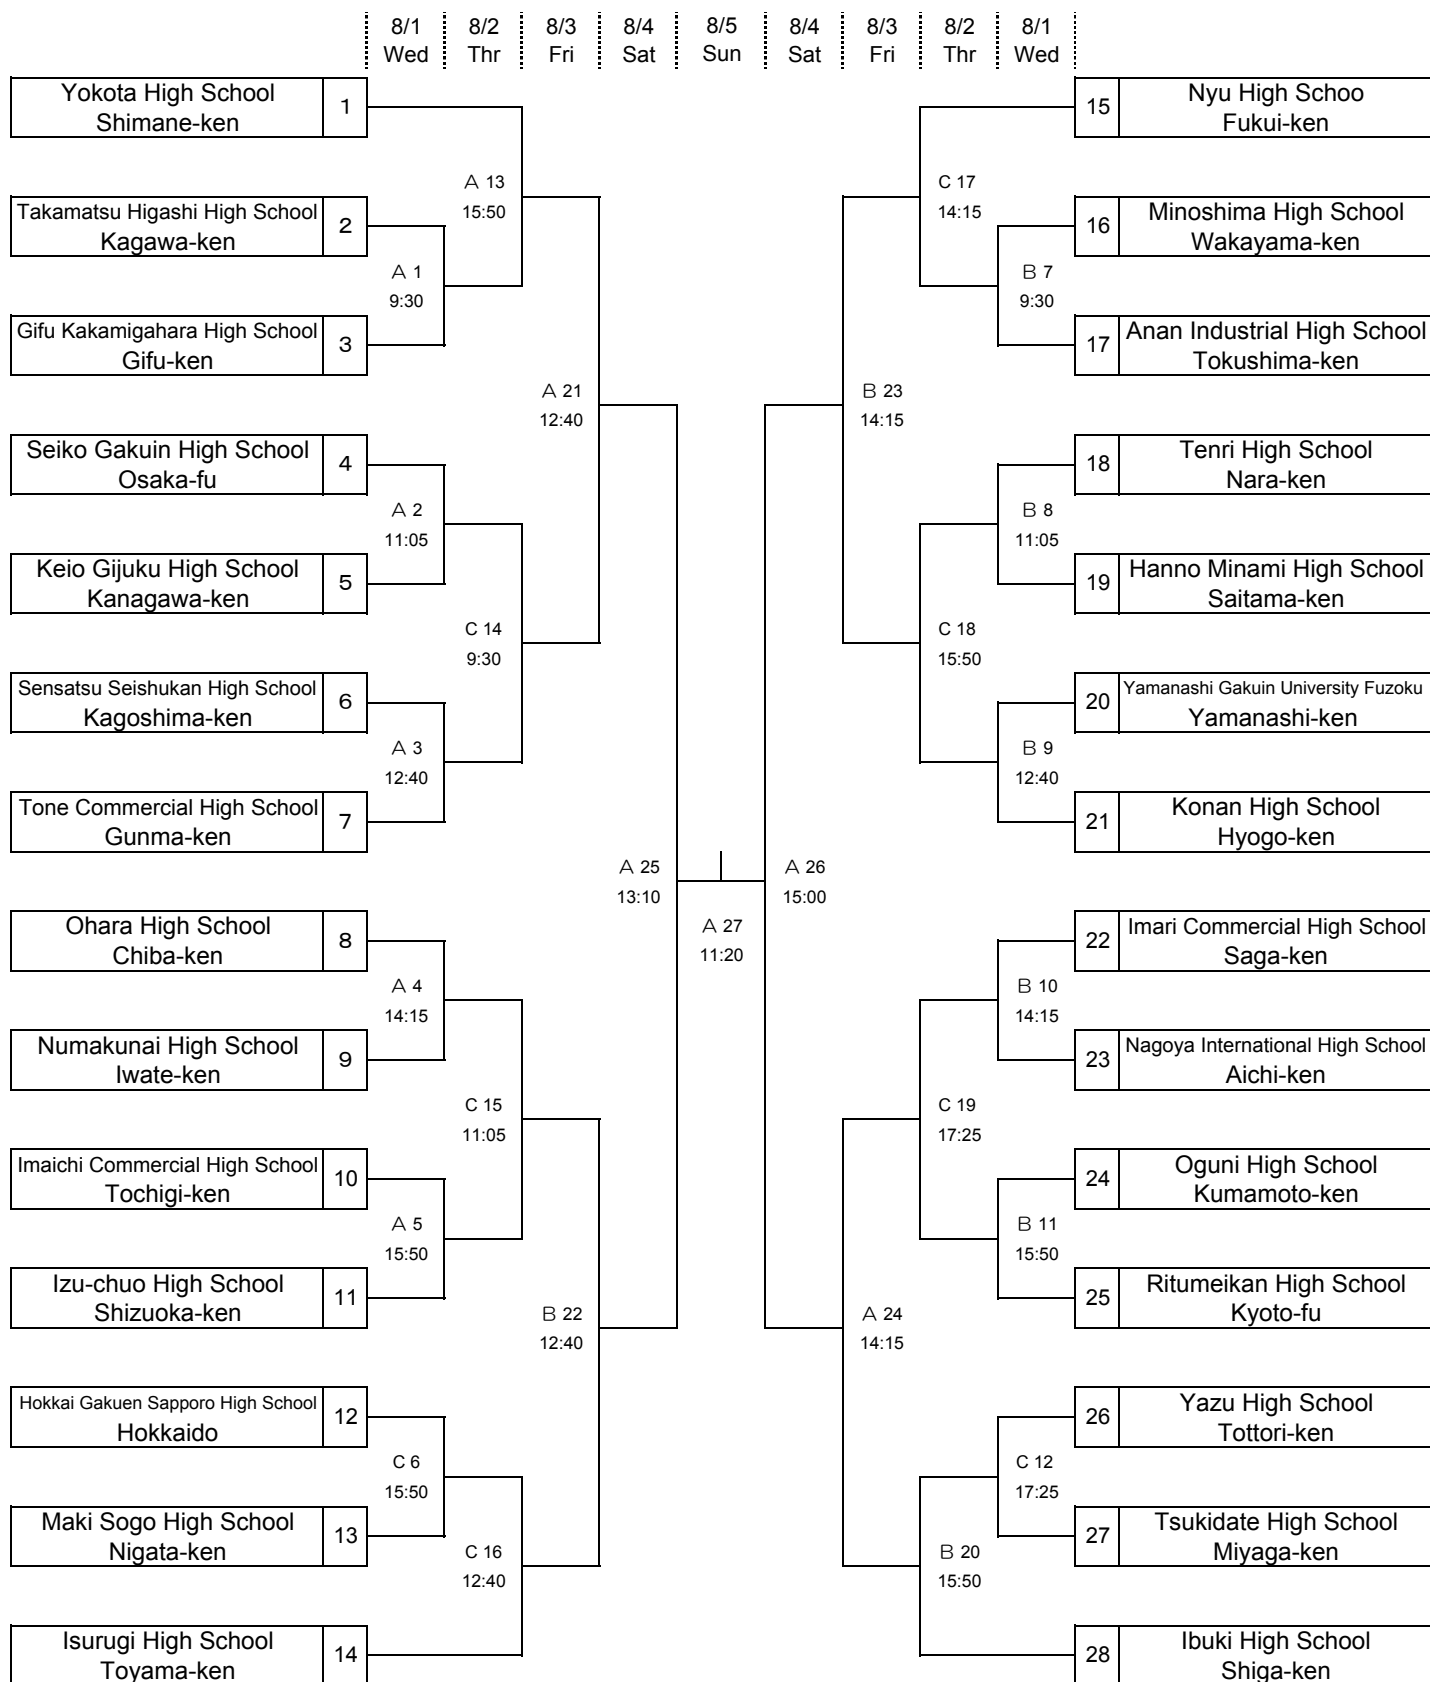 8/1 8/2 8/3 8/4 8/5 8/4 8/3 8/2 8/1
Wed Thr Fri Sat Sun Sat Fri Thr Wed
Yokota High School
Shimane-ken
1
Takamatsu Higashi High School
Kagawa-ken
2
Gifu Kakamigahara High School
Gifu-ken
3
Seiko Gakuin High School
Osaka-fu
4
Keio Gijuku High School
Kanagawa-ken
5
Sensatsu Seishukan High School
Kagoshima-ken
6
Tone Commercial High School
Gunma-ken
7
Ohara High School
Chiba-ken
8
Numakunai High School
Iwate-ken
9
Imaichi Commercial High School
Tochigi-ken
10
Izu-chuo High School
Shizuoka-ken
11
Hokkai Gakuen Sapporo High School
Hokkaido
12
Maki Sogo High School
Nigata-ken
13
Isurugi High School
Toyama-ken
14
A 1
9:30
A 2
11:05
A 3
12:40
A 4
14:15
A 5
15:50
C 6
15:50
A 13
15:50
C 14
9:30
C 15
11:05
C 16
12:40
A 21
12:40
B 22
12:40
A 25
13:10
A 27
11:20
A 26
15:00
B 23
14:15
A 24
14:15
C 17
14:15
C 18
15:50
C 19
17:25
B 20
15:50
B 7
9:30
B 8
11:05
B 9
12:40
B 10
14:15
B 11
15:50
C 12
17:25
15
Nyu High Schoo
Fukui-ken
16
Minoshima High School
Wakayama-ken
17
Anan Industrial High School
Tokushima-ken
18
Tenri High School
Nara-ken
19
Hanno Minami High School
Saitama-ken
20
Yamanashi Gakuin University Fuzoku
Yamanashi-ken
21
Konan High School
Hyogo-ken
22
Imari Commercial High School
Saga-ken
23
Nagoya International High School
Aichi-ken
24
Oguni High School
Kumamoto-ken
25
Ritumeikan High School
Kyoto-fu
26
Yazu High School
Tottori-ken
27
Tsukidate High School
Miyaga-ken
28
Ibuki High School
Shiga-ken